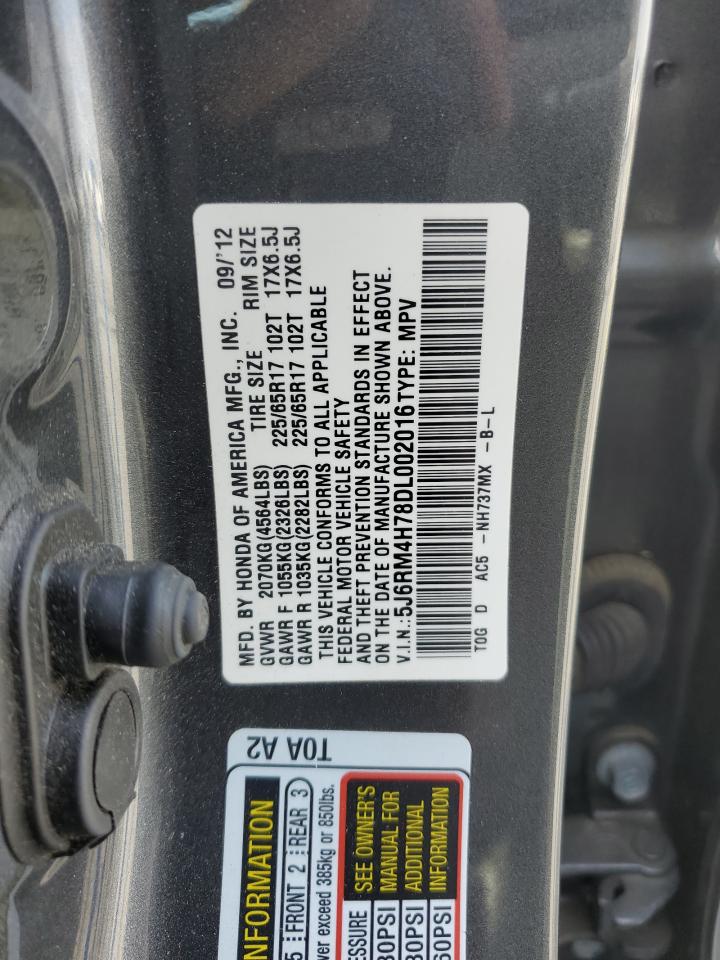 MFD. BY HONDA OF AMERICA MFG., INC. 09/'12
GVWR 2070KG(4564LBS) TIRE SIZE RIM SIZE
GAWR F 1055KG(2326LBS) 225/65R17 102T 17X6.5J
GAWR R 1035KG(2282LBS) 225/65R17 102T 17X6.5J
THIS VEHICLE CONFORMS TO ALL APPLICABLE
FEDERAL MOTOR VEHICLE SAFETY
AND THEFT PREVENTION STANDARDS IN EFFECT
ON THE DATE OF MANUFACTURE SHOWN ABOVE.
V.I.N.:5J6RM4H78DL002016 TYPE: MPV
T0G D AC5 -NH737MX -B-L
T0A A2
NFORMATION
5 FRONT 2 REAR 3
ver exceed 385kg or 850lbs.
ESSURE
SEE OWNER'S
MANUAL FOR
ADDITIONAL
INFORMATION
30PSI
30PSI
60PSI